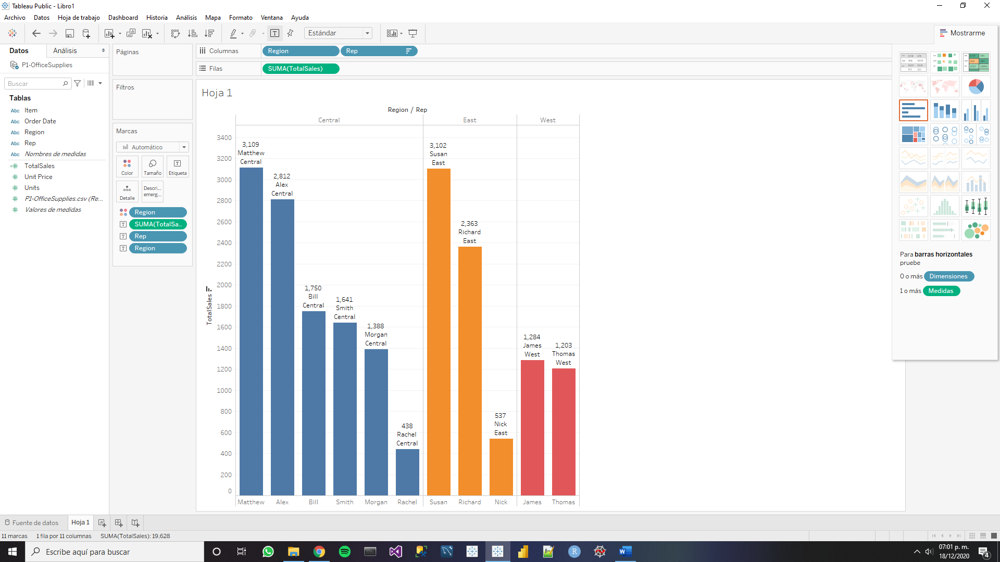 Tableau Public - Libro1
Archivo Datos Hoja de trabajo Dashboard Historia Análisis Mapa Formato Ventana Ayuda
Estándar
Mostrarme
Datos Análisis
P1-OfficeSupplies
Buscar
Tablas
Abc Item
Abc Order Date
Abc Region
Abc Rep
Abc Nombres de medidas
TotalSales
Unit Price
Units
P1-OfficeSupplies.csv (Re...
Valores de medidas
Páginas
Filtros
Marcas
Automático
Color Tamaño Etiqueta
Detalle Descri... emerg...
Region
SUMA(TotalSa..
Rep
Region
Columnas Region Rep
Filas SUMA(TotalSales)
Hoja 1
Region / Rep
Central East West
TotalSales
3400
3200
3000
2800
2600
2400
2200
2000
1800
1600
1400
1200
1000
800
600
400
200
0
3,109
Matthew
Central
2,812
Alex
Central
1,750
Bill
Central
1,641
Smith
Central
1,388
Morgan
Central
438
Rachel
Central
3,102
Susan
East
2,363
Richard
East
537
Nick
East
1,284
James
West
1,203
Thomas
West
Matthew Alex Bill Smith Morgan Rachel Susan Richard Nick James Thomas
Para barras horizontales
pruebe
0 o más Dimensiones
1 o más Medidas
Fuente de datos Hoja 1
11 marcas 1 fila por 11 columnas SUMA(TotalSales): 19,628
Escribe aquí para buscar
07:01 p. m.
18/12/2020
4